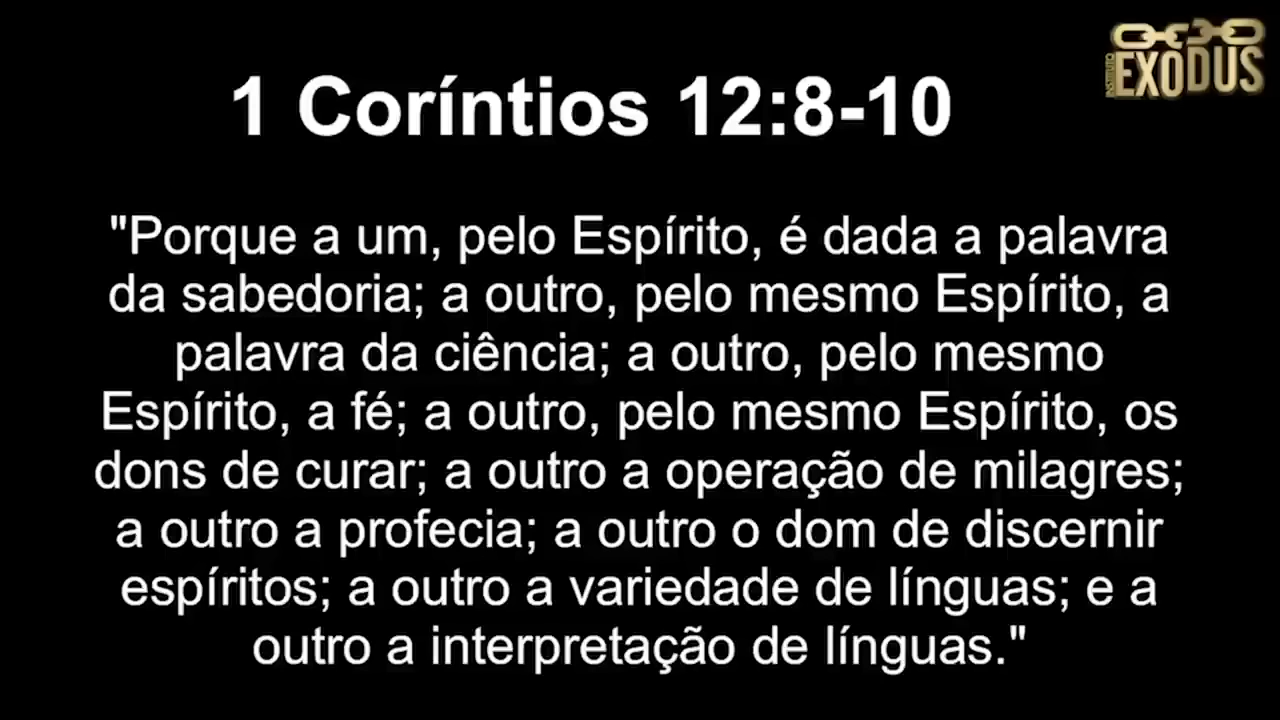 INSTITUTO
EXODUS
1 Coríntios 12:8-10
"Porque a um, pelo Espírito, é dada a palavra
da sabedoria; a outro, pelo mesmo Espírito, a
palavra da ciência; a outro, pelo mesmo
Espírito, a fé; a outro, pelo mesmo Espírito, os
dons de curar; a outro a operação de milagres;
a outro a profecia; a outro o dom de discernir
espíritos; a outro a variedade de línguas; e a
outro a interpretação de línguas."